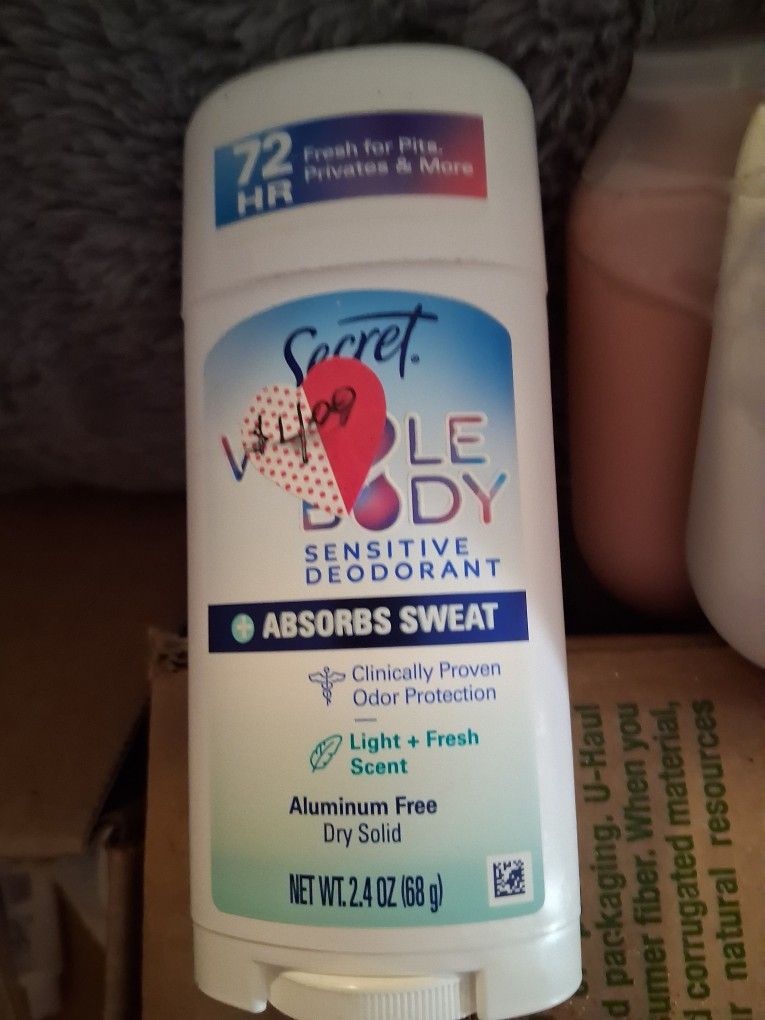 72
HR
Fresh for Pits,
Privates & More
Secret
$4.09
BODY
SENSITIVE
DEODORANT
ABSORBS SWEAT
Clinically Proven
Odor Protection
Light + Fresh
Scent
Aluminum Free
Dry Solid
NET WT. 2.4 OZ (68 g)
packaging. U-Haul
fiber. When you
corrugated material,
natural resources